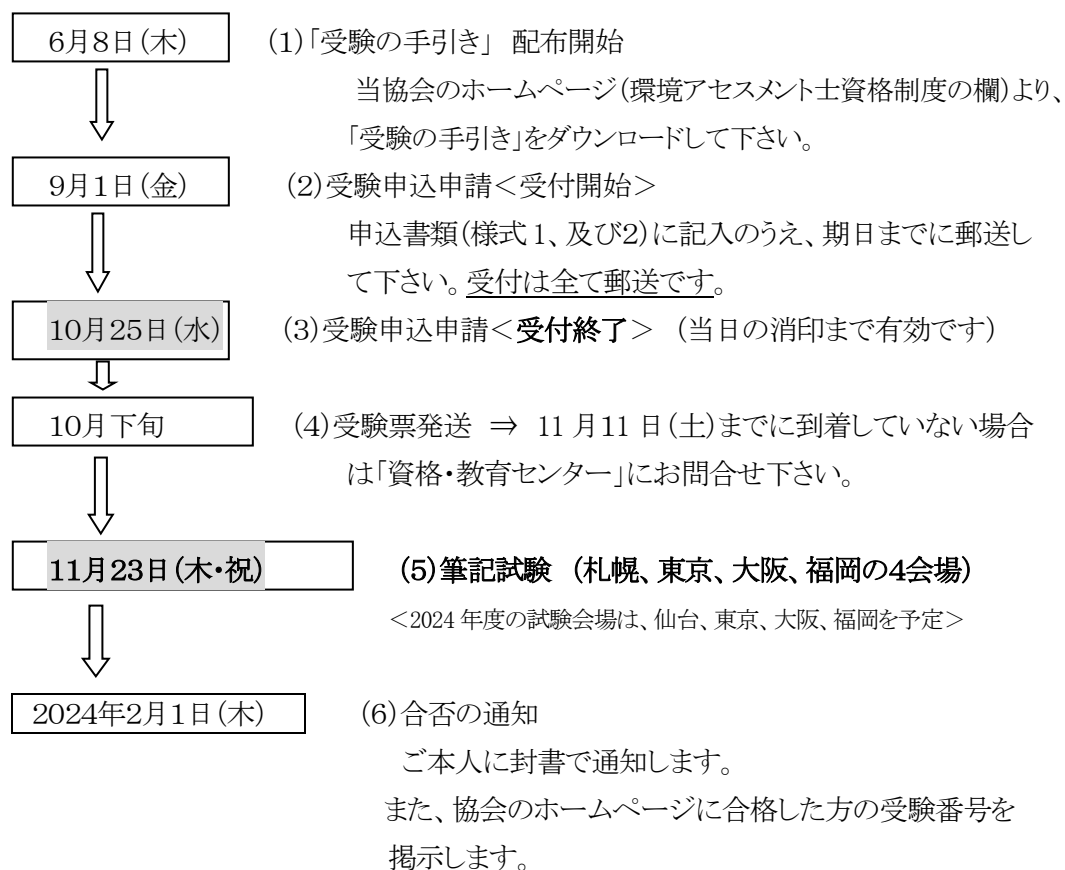 6月8日(木) (1)「受験の手引き」 配布開始
当協会のホームページ(環境アセスメント士資格制度の欄)より、
「受験の手引き」をダウンロードして下さい。
9月1日(金) (2)受験申込申請<受付開始>
申込書類(様式1、及び2)に記入のうえ、期日までに郵送し
て下さい。受付は全て郵送です。
10月25日(水) (3)受験申込申請<受付終了> (当日の消印まで有効です)
10月下旬 (4)受験票発送 ⇒ 11月11日(土)までに到着していない場合
は「資格・教育センター」にお問合せ下さい。
11月23日(木・祝) (5)筆記試験 (札幌、東京、大阪、福岡の4会場)
<2024年度の試験会場は、仙台、東京、大阪、福岡を予定>
2024年2月1日(木) (6)合否の通知
ご本人に封書で通知します。
また、協会のホームページに合格した方の受験番号を
掲示します。